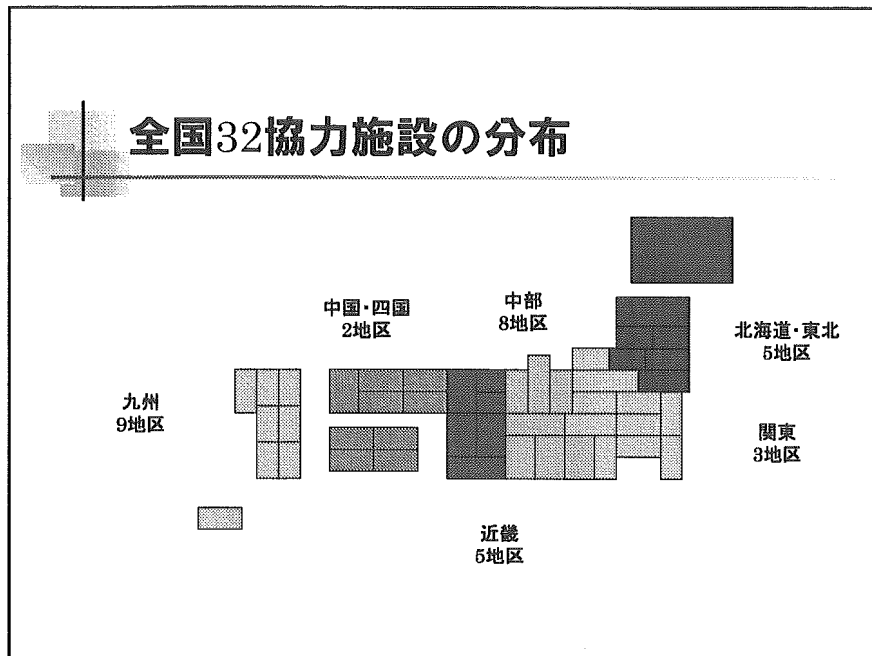 全国32協力施設の分布
中部
8地区
中国・四国
2地区
北海道・東北
5地区
九州
9地区
関東
3地区
近畿
5地区